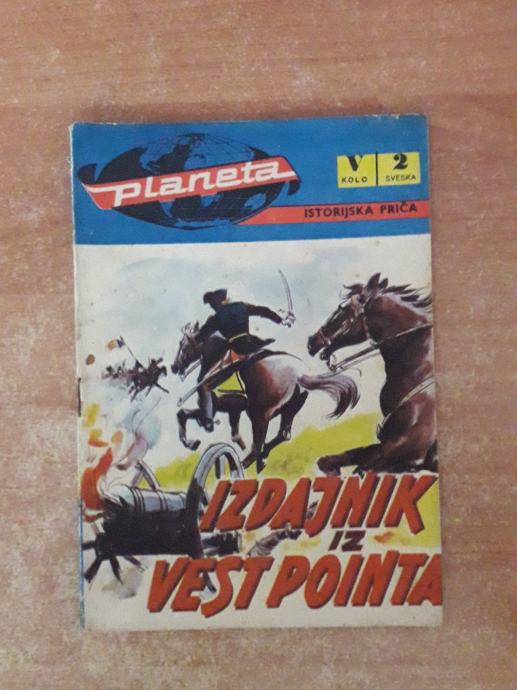 planeta
V
KOLO
2
SVESKA
ISTORIJSKA PRIČA
IZDAJNIK
IZ
VEST POINTA